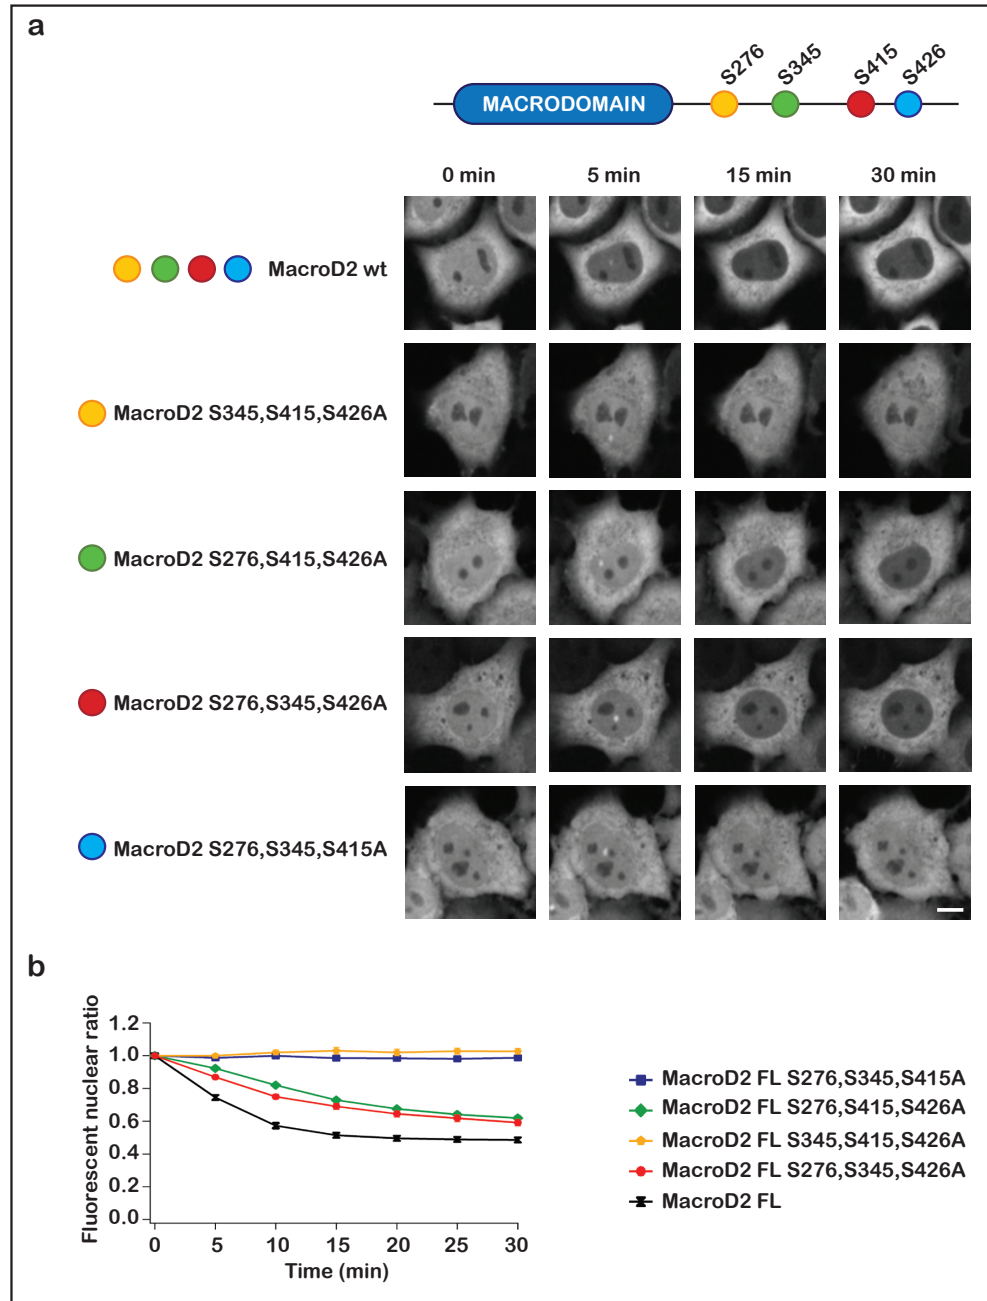 a
S276 S345 S415 S426
MACRODOMAIN
0 min 5 min 15 min 30 min
MacroD2 wt
MacroD2 S345,S415,S426A
MacroD2 S276,S415,S426A
MacroD2 S276,S345,S426A
MacroD2 S276,S345,S415A
b
Fluorescent nuclear ratio
1.2
1.0
0.8
0.6
0.4
0.2
0.0
0 5 10 15 20 25 30
Time (min)
MacroD2 FL S276,S345,S415A
MacroD2 FL S276,S415,S426A
MacroD2 FL S345,S415,S426A
MacroD2 FL S276,S345,S426A
MacroD2 FL